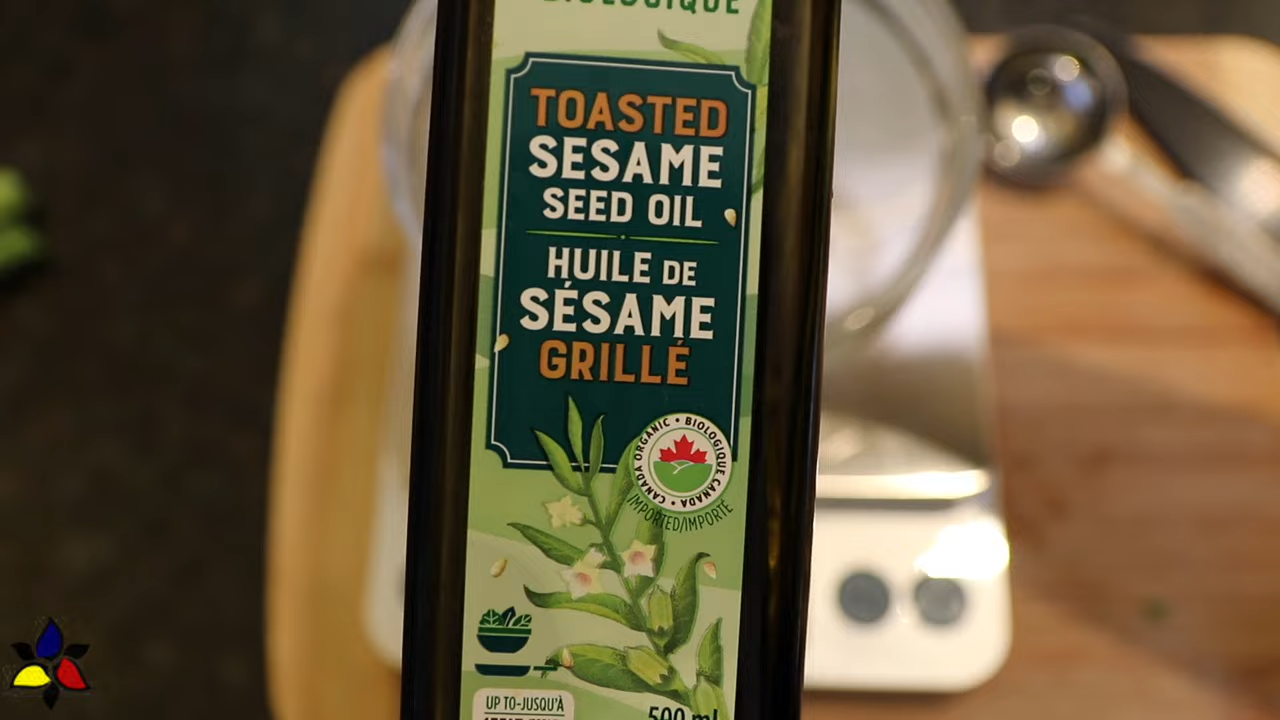 BIOLOGIQUE
TOASTED
SESAME
SEED OIL
HUILE DE
SÉSAME
GRILLÉ
CANADA ORGANIC • BIOLOGIQUE CANADA •
IMPORTED/IMPORTÉ
UP TO-JUSQU'À
500 ml